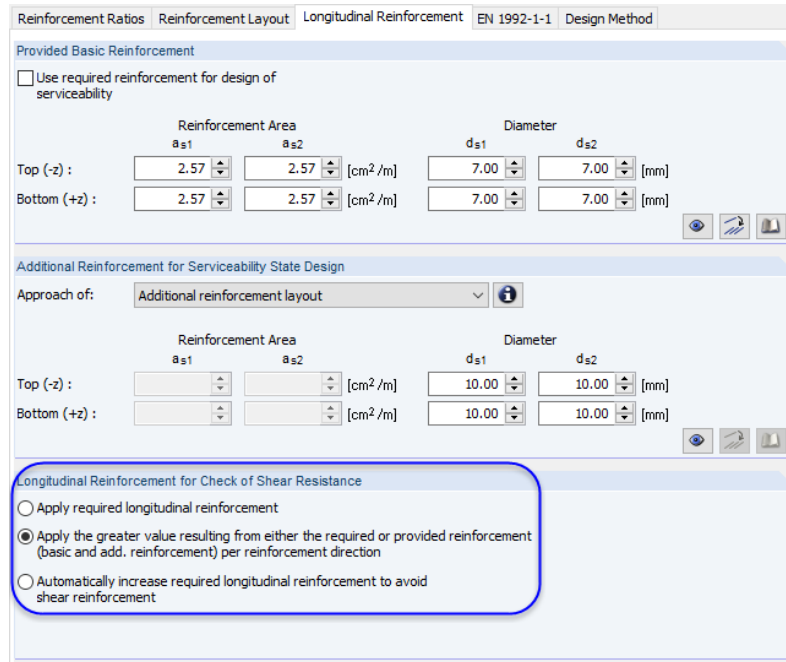 Reinforcement Ratios Reinforcement Layout Longitudinal Reinforcement EN 1992-1-1 Design Method
Provided Basic Reinforcement
Use required reinforcement for design of
serviceability
Reinforcement Area Diameter
as1 as2 ds1 ds2
Top (-z) : 2.57 2.57 [cm2/m] 7.00 7.00 [mm]
Bottom (+z) : 2.57 2.57 [cm2/m] 7.00 7.00 [mm]
Additional Reinforcement for Serviceability State Design
Approach of: Additional reinforcement layout
Reinforcement Area Diameter
as1 as2 ds1 ds2
Top (-z) : [cm2/m] 10.00 10.00 [mm]
Bottom (+z) : [cm2/m] 10.00 10.00 [mm]
Longitudinal Reinforcement for Check of Shear Resistance
Apply required longitudinal reinforcement
Apply the greater value resulting from either the required or provided reinforcement
(basic and add. reinforcement) per reinforcement direction
Automatically increase required longitudinal reinforcement to avoid
shear reinforcement